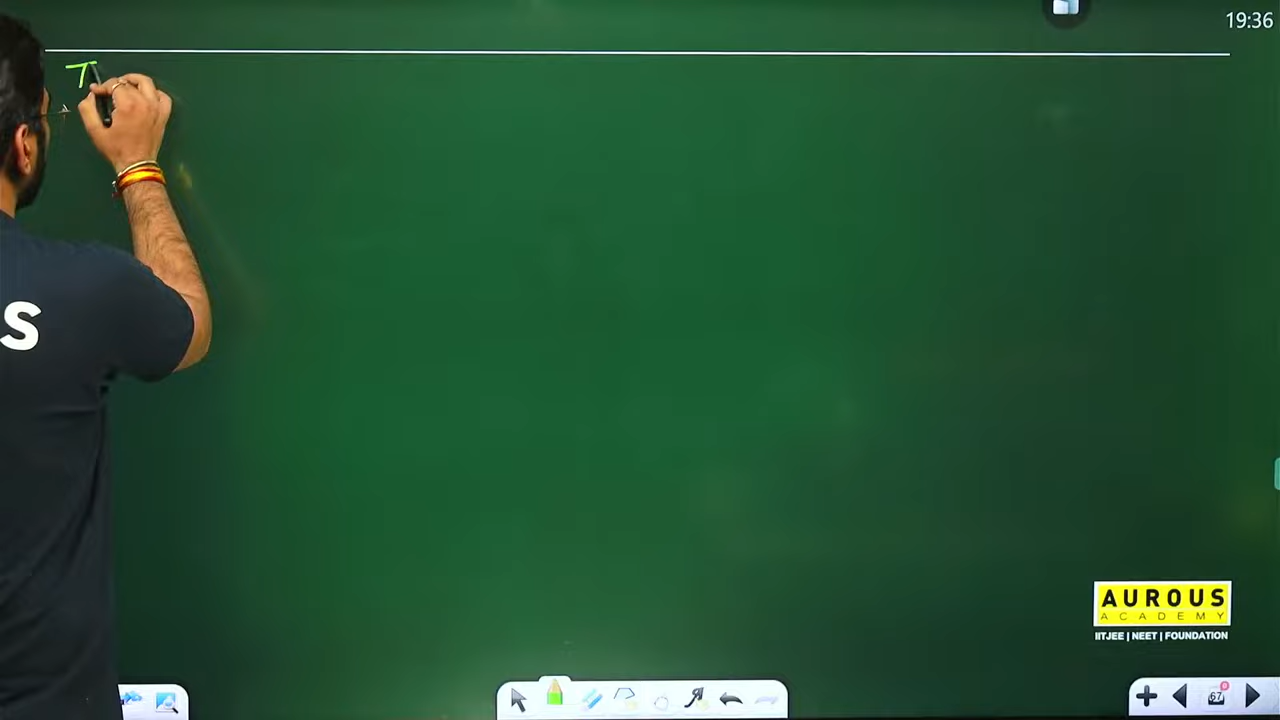 19:36
T
S
AUROUS
ACADEMY
IITJEE | NEET | FOUNDATION
67